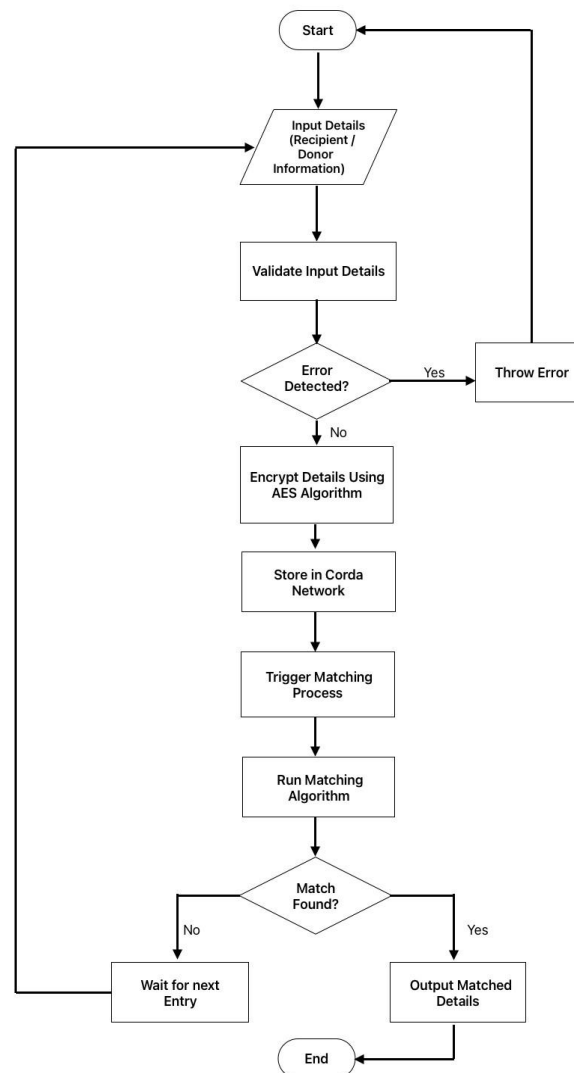 Start
Input Details
(Recipient /
Donor
Information)
Validate Input Details
Error
Detected?
Yes
Throw Error
No
Encrypt Details Using
AES Algorithm
Store in Corda
Network
Trigger Matching
Process
Run Matching
Algorithm
Match
Found?
No
Yes
Wait for next
Entry
Output Matched
Details
End